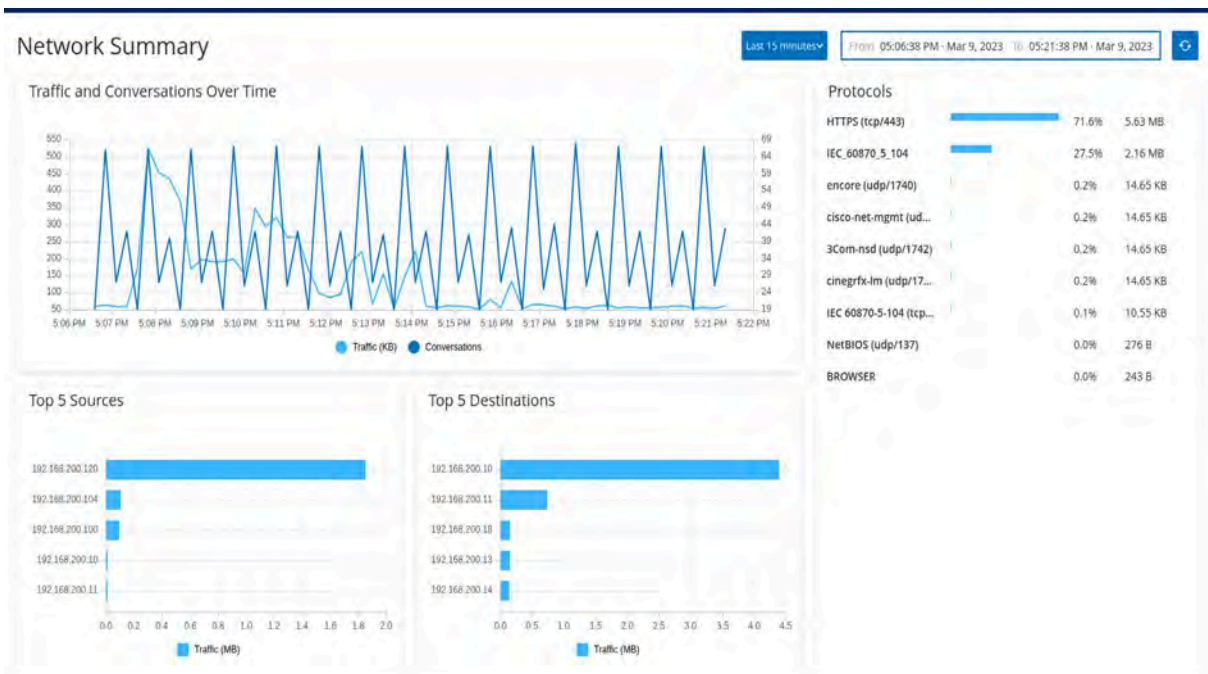 Network Summary
Last 15 minutes
From 05:06:38 PM - Mar 9, 2023 To 05:21:38 PM - Mar 9, 2023
Traffic and Conversations Over Time
550
500
450
400
350
300
250
200
150
100
50
69
64
59
54
49
44
39
34
29
24
19
5:06 PM 5:07 PM 5:08 PM 5:09 PM 5:10 PM 5:11 PM 5:12 PM 5:13 PM 5:14 PM 5:15 PM 5:16 PM 5:17 PM 5:18 PM 5:19 PM 5:20 PM 5:21 PM 5:22 PM
Traffic (KB) Conversations
Protocols
HTTPS (tcp/443) 71.6% 5.63 MB
IEC_60870_5_104 27.5% 2.16 MB
encore (udp/1740) 0.2% 14.65 KB
cisco-net-mgmt (ud... 0.2% 14.65 KB
3Com-nsd (udp/1742) 0.2% 14.65 KB
cinegrfx-lm (udp/17... 0.2% 14.65 KB
IEC 60870-5-104 (tcp... 0.1% 10.55 KB
NetBIOS (udp/137) 0.0% 276 B
BROWSER 0.0% 243 B
Top 5 Sources
192.168.200.120
192.168.200.104
192.168.200.100
192.168.200.10
192.168.200.11
0.0 0.2 0.4 0.6 0.8 1.0 1.2 1.4 1.6 1.8 2.0
Traffic (MB)
Top 5 Destinations
192.168.200.10
192.168.200.11
192.168.200.18
192.168.200.13
192.168.200.14
0.0 0.5 1.0 1.5 2.0 2.5 3.0 3.5 4.0 4.5
Traffic (MB)